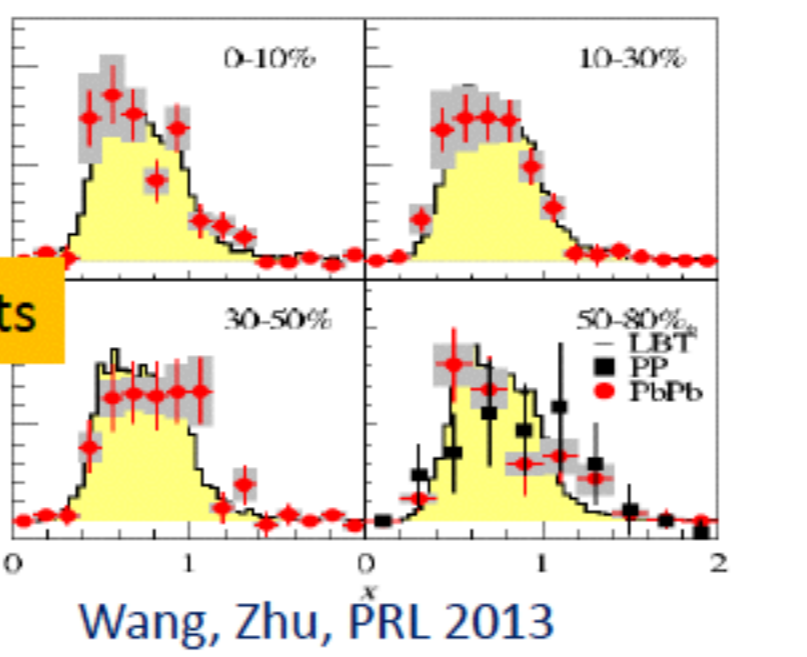 0-10%
10-30%
ts
30-50%
50-80%
LBT
PP
PbPb
0
1
0
1
2
x
Wang, Zhu, PRL 2013